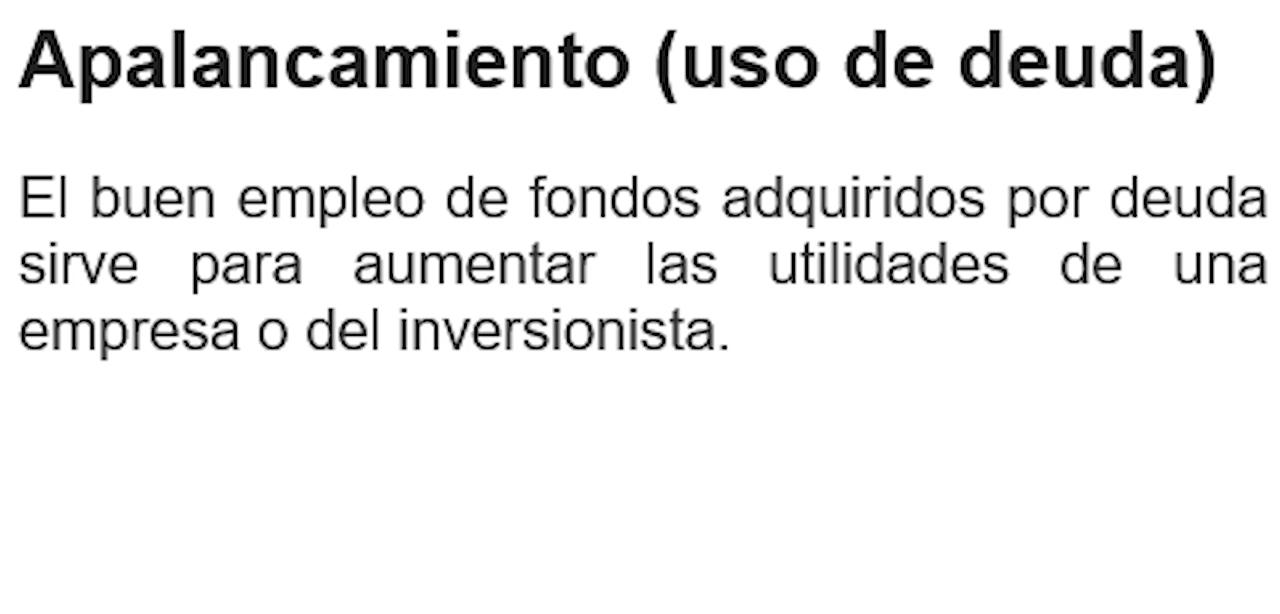 Apalancamiento (uso de deuda)
El buen empleo de fondos adquiridos por deuda
sirve para aumentar las utilidades de una
empresa o del inversionista.